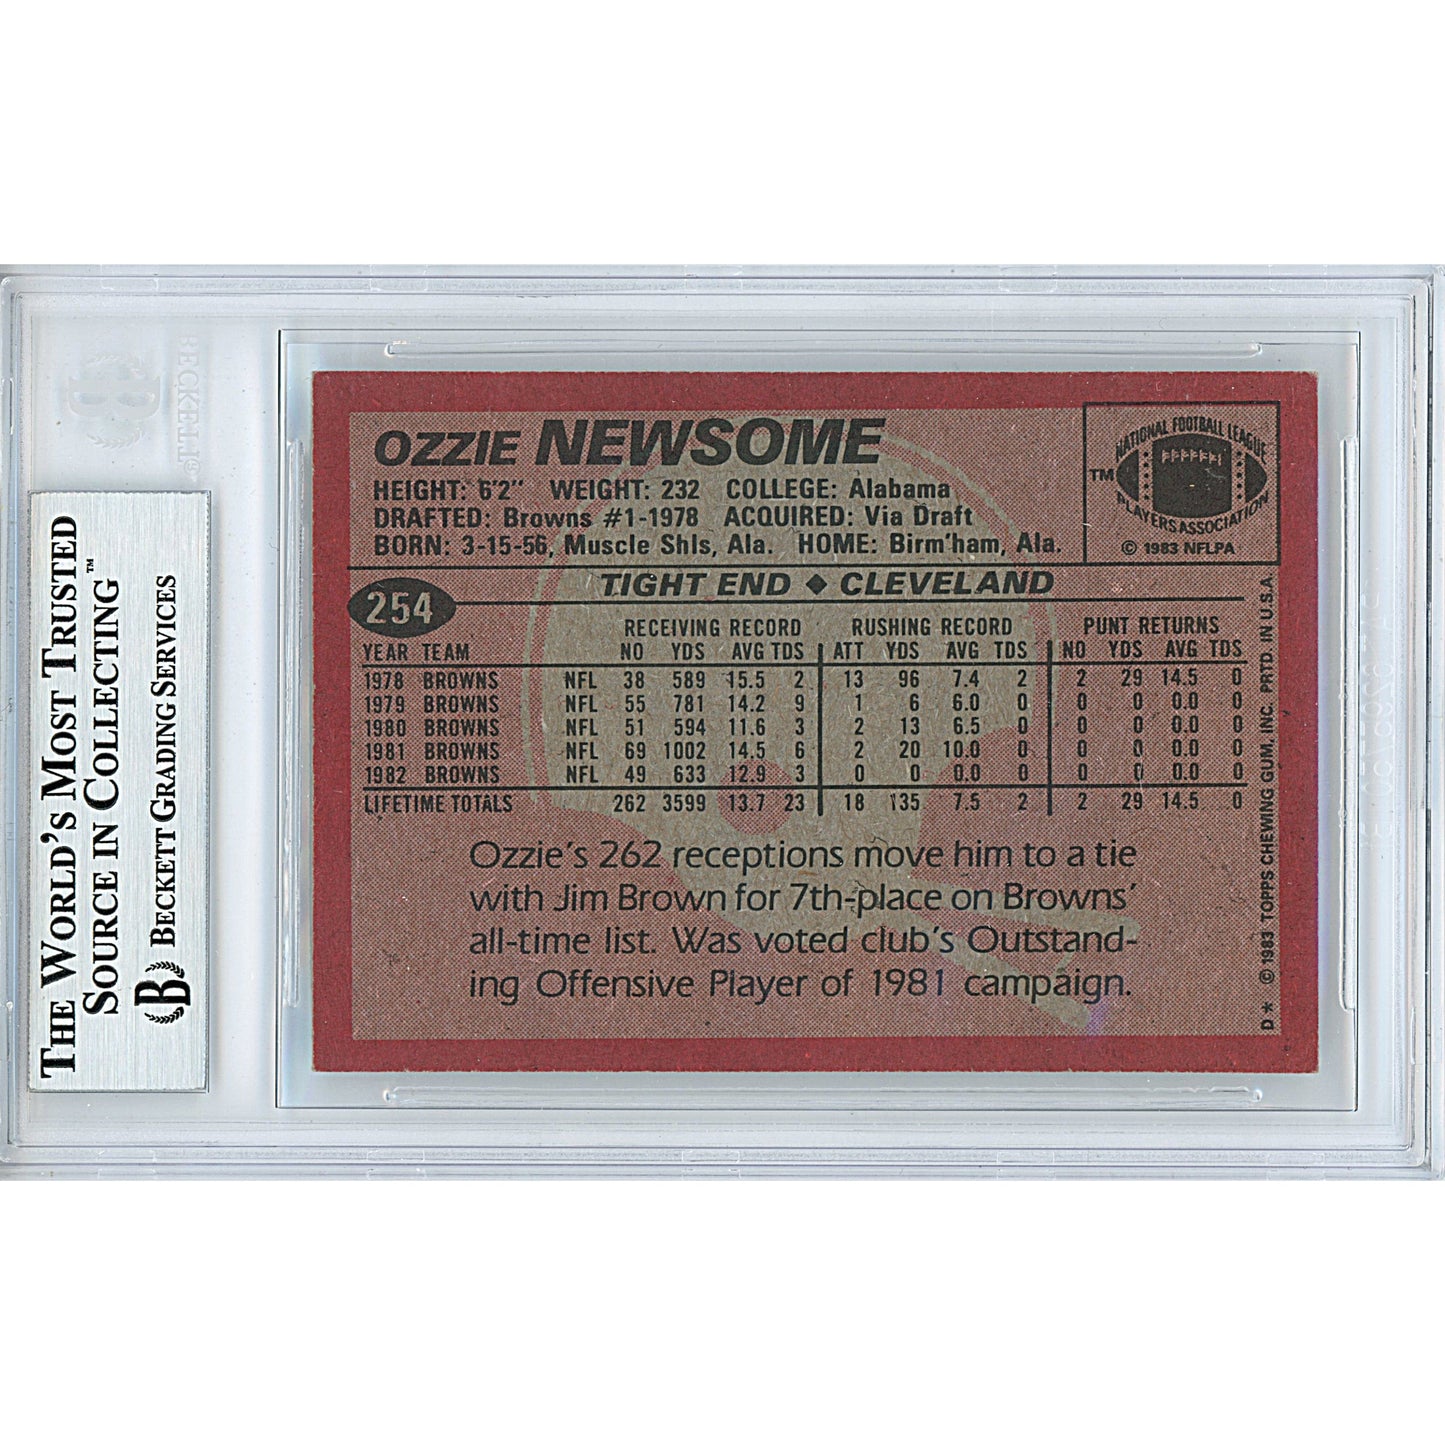 BECKETT®
THE WORLD'S MOST TRUSTED
SOURCE IN COLLECTING™
B BECKETT GRADING SERVICES
OZZIE NEWSOME
HEIGHT: 6'2" WEIGHT: 232 COLLEGE: Alabama
DRAFTED: Browns #1-1978 ACQUIRED: Via Draft
BORN: 3-15-56, Muscle Shls, Ala. HOME: Birm'ham, Ala.
NATIONAL FOOTBALL LEAGUE
TM
PLAYERS ASSOCIATION
© 1983 NFLPA
TIGHT END ♦ CLEVELAND
254
RECEIVING RECORD RUSHING RECORD PUNT RETURNS
YEAR TEAM NO YDS AVG TDS ATT YDS AVG TDS NO YDS AVG TDS
1978 BROWNS NFL 38 589 15.5 2 13 96 7.4 2 2 29 14.5 0
1979 BROWNS NFL 55 781 14.2 9 1 6 6.0 0 0 0 0.0 0
1980 BROWNS NFL 51 594 11.6 3 2 13 6.5 0 0 0 0.0 0
1981 BROWNS NFL 69 1002 14.5 6 2 20 10.0 0 0 0 0.0 0
1982 BROWNS NFL 49 633 12.9 3 0 0 0.0 0 0 0 0.0 0
LIFETIME TOTALS 262 3599 13.7 23 18 135 7.5 2 2 29 14.5 0
Ozzie's 262 receptions move him to a tie
with Jim Brown for 7th-place on Browns'
all-time list. Was voted club's Outstand-
ing Offensive Player of 1981 campaign.
D* © 1983 TOPPS CHEWING GUM, INC. PRTD. IN U.S.A.